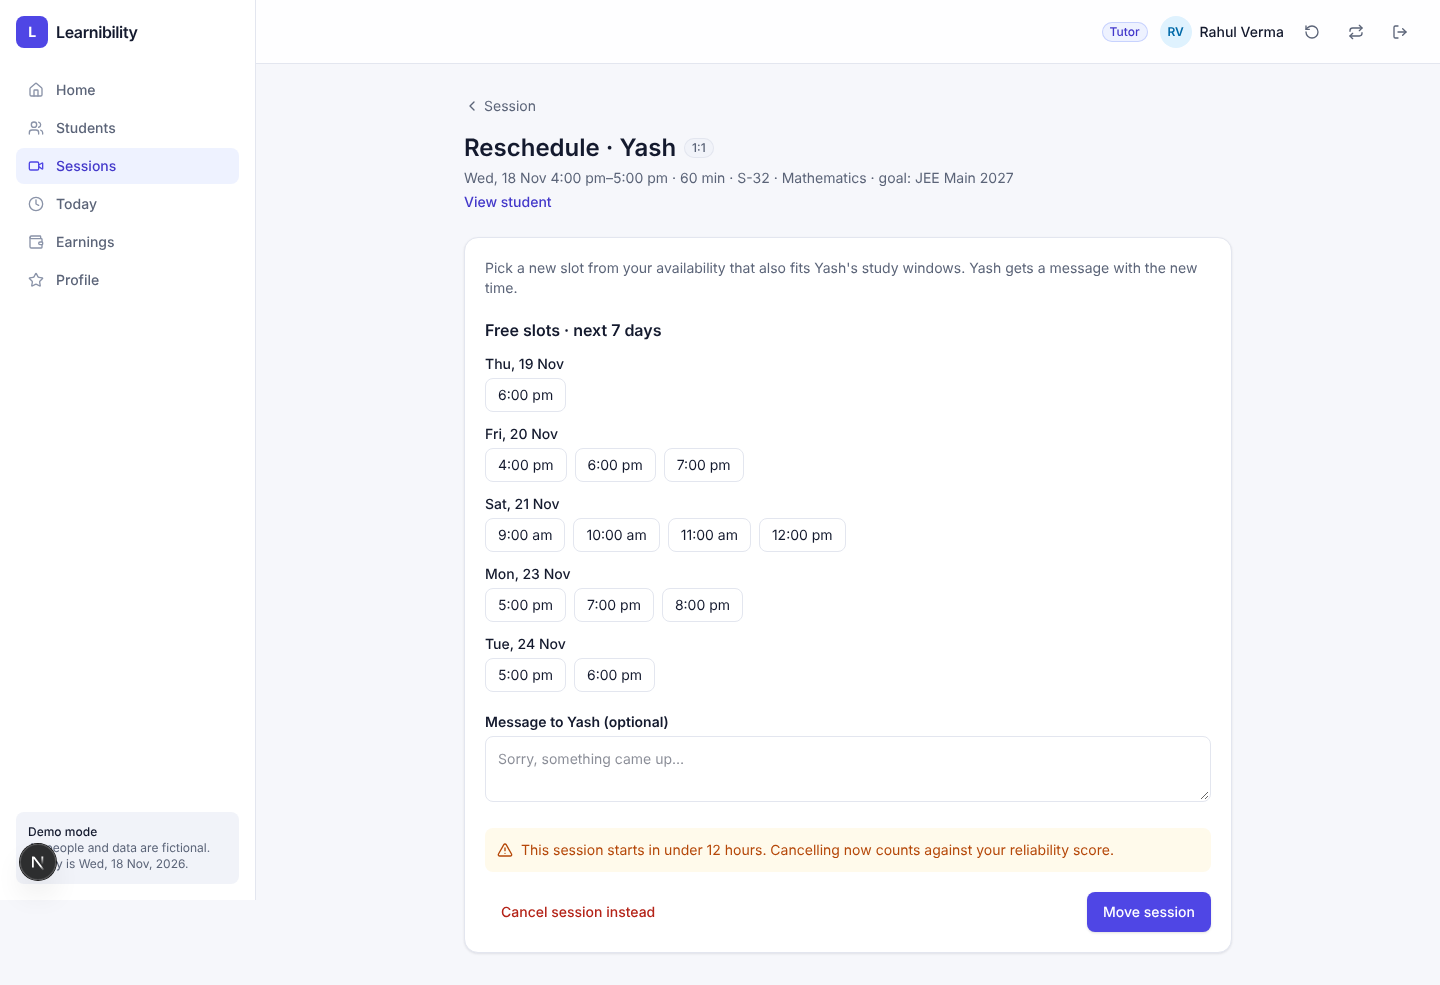 L Learnibility
Home
Students
Sessions
Today
Earnings
Profile
Demo mode
people and data are fictional.
is Wed, 18 Nov, 2026.
N
Tutor RV Rahul Verma
Session
Reschedule · Yash 1:1
Wed, 18 Nov 4:00 pm–5:00 pm · 60 min · S-32 · Mathematics · goal: JEE Main 2027
View student
Pick a new slot from your availability that also fits Yash's study windows. Yash gets a message with the new
time.
Free slots · next 7 days
Thu, 19 Nov
6:00 pm
Fri, 20 Nov
4:00 pm 6:00 pm 7:00 pm
Sat, 21 Nov
9:00 am 10:00 am 11:00 am 12:00 pm
Mon, 23 Nov
5:00 pm 7:00 pm 8:00 pm
Tue, 24 Nov
5:00 pm 6:00 pm
Message to Yash (optional)
Sorry, something came up...
This session starts in under 12 hours. Cancelling now counts against your reliability score.
Cancel session instead Move session